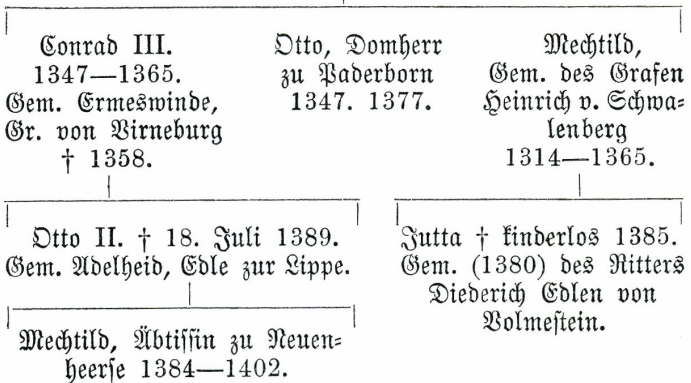 Conrad III.
1347—1365.
Gem. Ermeswinde,
Gr. von Virneburg
† 1358.
Otto, Domherr
zu Paderborn
1347. 1377.
Mechtild,
Gem. des Grafen
Heinrich v. Schwa-
lenberg
1314—1365.
Otto II. † 18. Juli 1389.
Gem. Adelheid, Edle zur Lippe.
Jutta † kinderlos 1385.
Gem. (1380) des Ritters
Diederich Edlen von
Volmestein.
Mechtild, Äbtissin zu Neuen-
heerse 1384—1402.